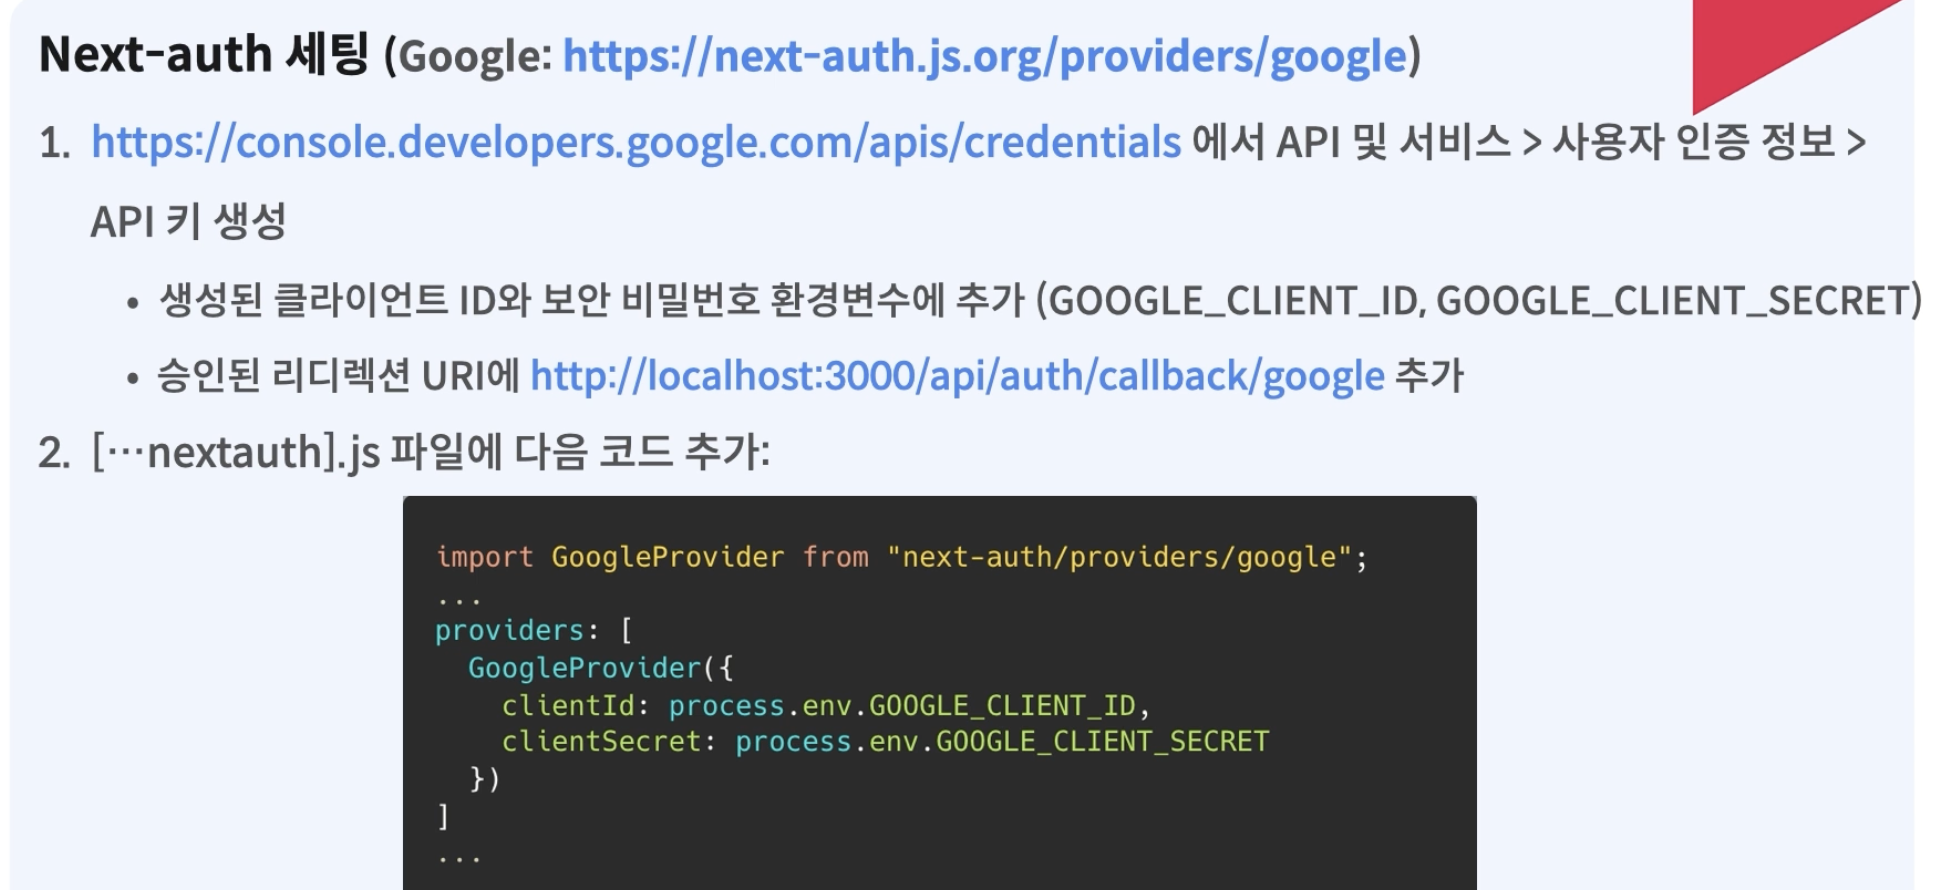 Next-auth 세팅 (Google: https://next-auth.js.org/providers/google)
1. https://console.developers.google.com/apis/credentials 에서 API 및 서비스 > 사용자 인증 정보 >
API 키 생성
• 생성된 클라이언트 ID와 보안 비밀번호 환경변수에 추가 (GOOGLE_CLIENT_ID, GOOGLE_CLIENT_SECRET)
• 승인된 리디렉션 URI에 http://localhost:3000/api/auth/callback/google 추가
2. […nextauth].js 파일에 다음 코드 추가:
import GoogleProvider from "next-auth/providers/google";
...
providers: [
  GoogleProvider({
    clientId: process.env.GOOGLE_CLIENT_ID,
    clientSecret: process.env.GOOGLE_CLIENT_SECRET
  })
]
...